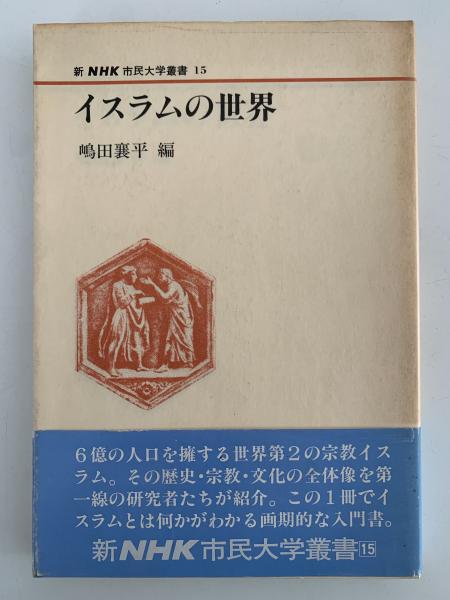 新 NHK 市民大学叢書 15
イスラムの世界
嶋田襄平 編
6億の人口を擁する世界第2の宗教イス
ラム。その歴史・宗教・文化の全体像を第
一線の研究者たちが紹介。この1冊でイ
スラムとは何かがわかる画期的な入門書。
新NHK市民大学叢書15